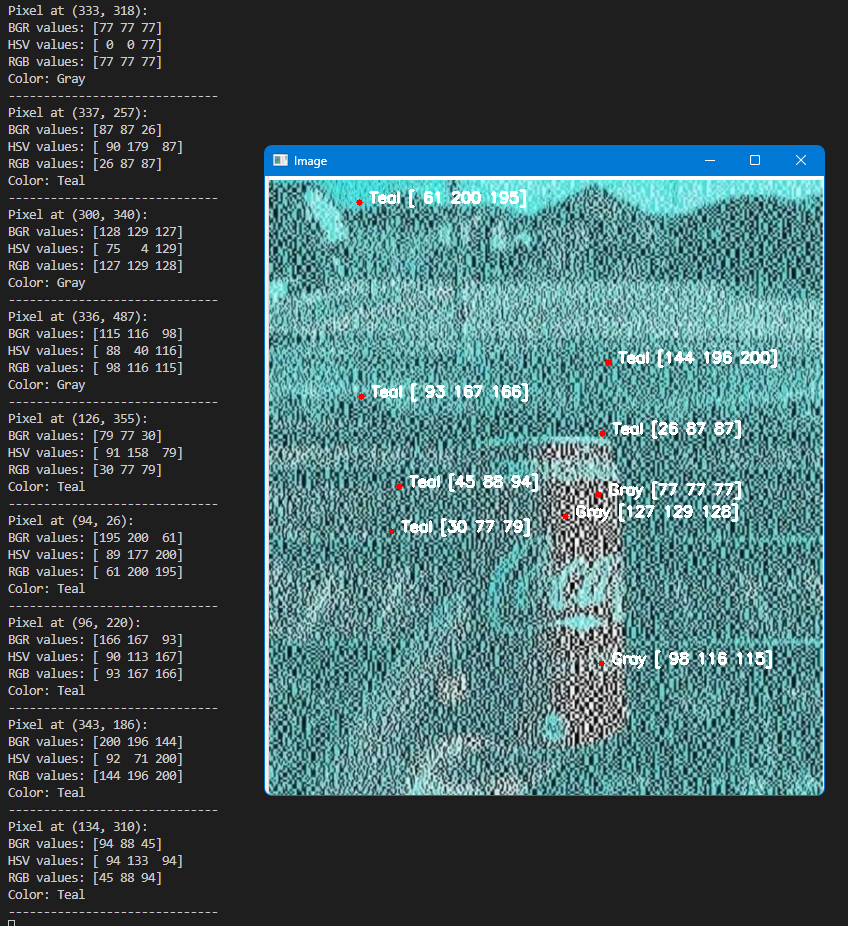 Pixel at (333, 318):
BGR values: [77 77 77]
HSV values: [ 0  0 77]
RGB values: [77 77 77]
Color: Gray
------------------------------
Pixel at (337, 257):
BGR values: [87 87 26]
HSV values: [ 90 179  87]
RGB values: [26 87 87]
Color: Teal
------------------------------
Pixel at (300, 340):
BGR values: [128 129 127]
HSV values: [ 75   4 129]
RGB values: [127 129 128]
Color: Gray
------------------------------
Pixel at (336, 487):
BGR values: [115 116  98]
HSV values: [ 88  40 116]
RGB values: [ 98 116 115]
Color: Gray
------------------------------
Pixel at (126, 355):
BGR values: [79 77 30]
HSV values: [ 91 158  79]
RGB values: [30 77 79]
Color: Teal
------------------------------
Pixel at (94, 26):
BGR values: [195 200  61]
HSV values: [ 89 177 200]
RGB values: [ 61 200 195]
Color: Teal
------------------------------
Pixel at (96, 220):
BGR values: [166 167  93]
HSV values: [ 90 113 167]
RGB values: [ 93 167 166]
Color: Teal
------------------------------
Pixel at (343, 186):
BGR values: [200 196 144]
HSV values: [ 92  71 200]
RGB values: [144 196 200]
Color: Teal
------------------------------
Pixel at (134, 310):
BGR values: [94 88 45]
HSV values: [ 94 133  94]
RGB values: [45 88 94]
Color: Teal
------------------------------
Image
Teal [ 61 200 195]
Teal [144 196 200]
Teal [ 93 167 166]
Teal [26 87 87]
Teal [45 88 94]
Gray [77 77 77]
Gray [127 129 128]
Teal [30 77 79]
Gray [ 98 116 115]